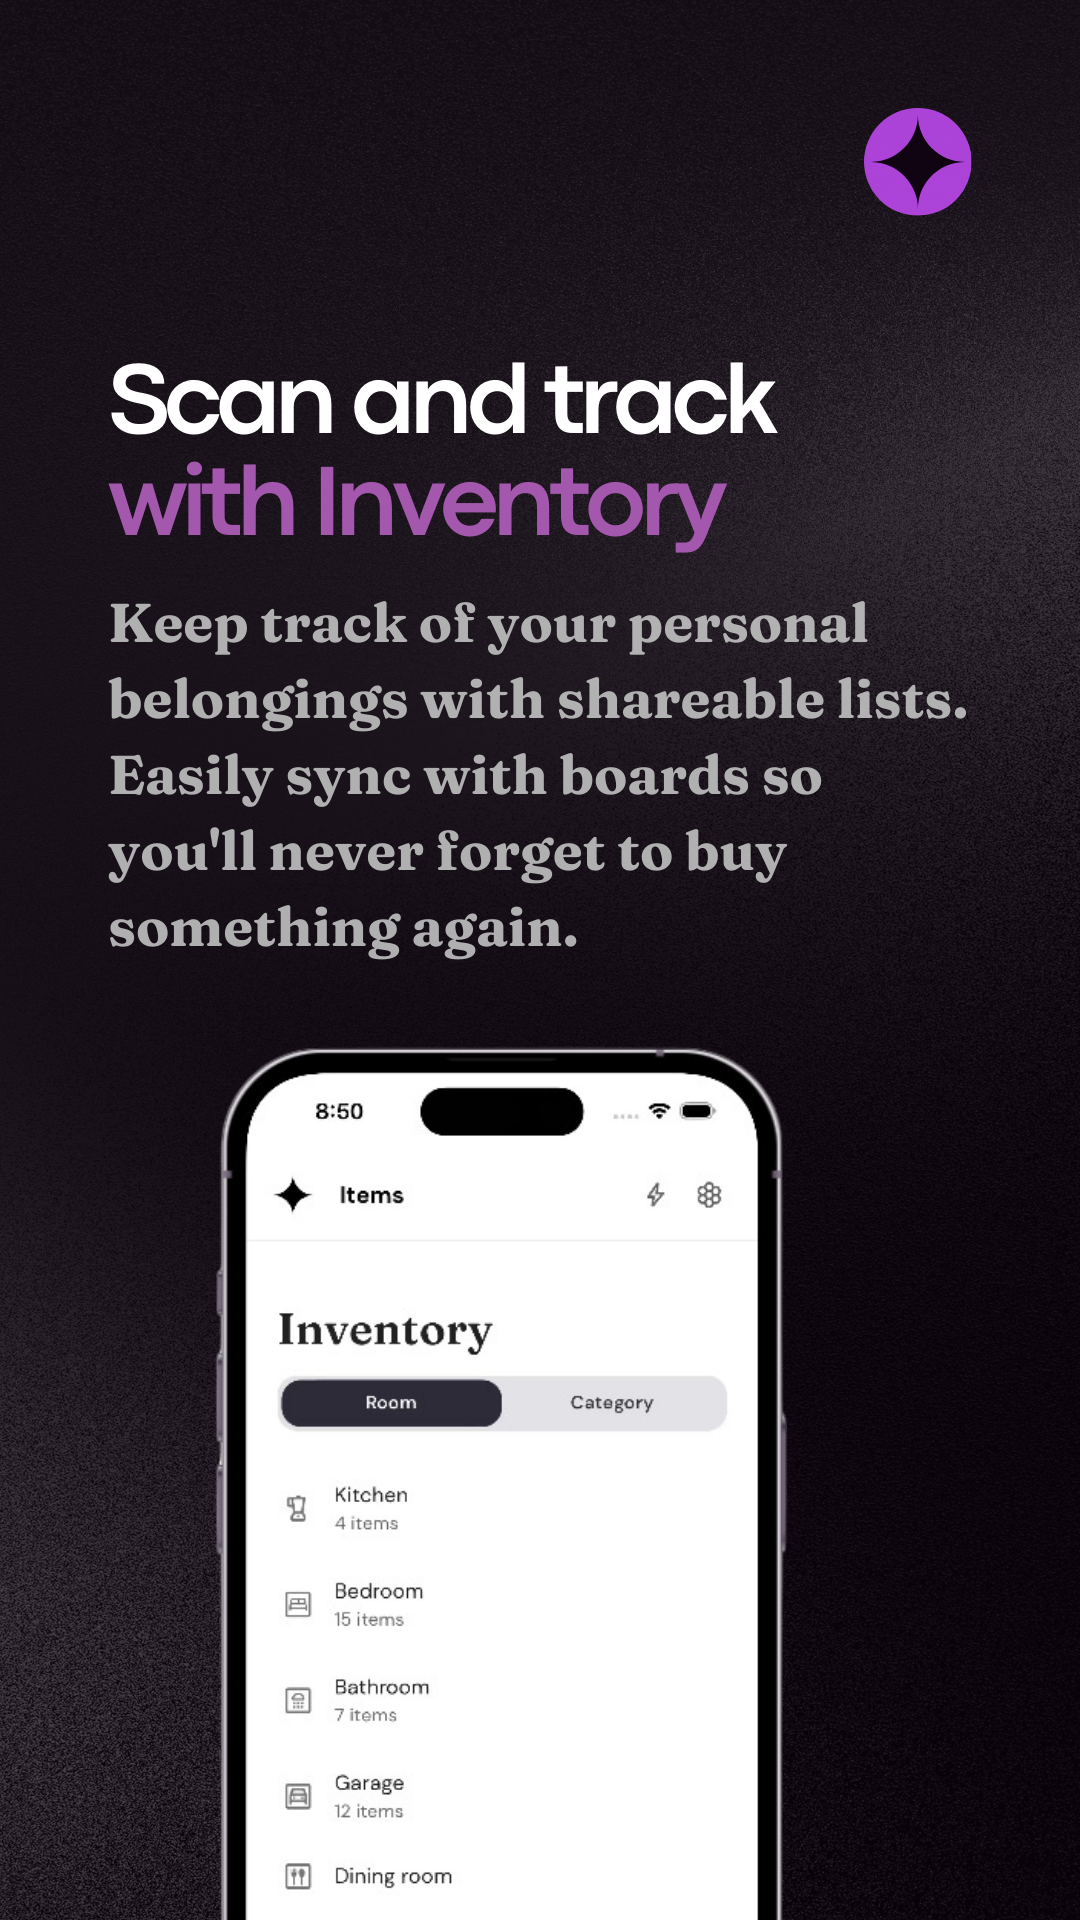 Scan and track
with Inventory
Keep track of your personal
belongings with shareable lists.
Easily sync with boards so
you'll never forget to buy
something again.
8:50
Items
Inventory
Room Category
Kitchen
4 items
Bedroom
15 items
Bathroom
7 items
Garage
12 items
Dining room